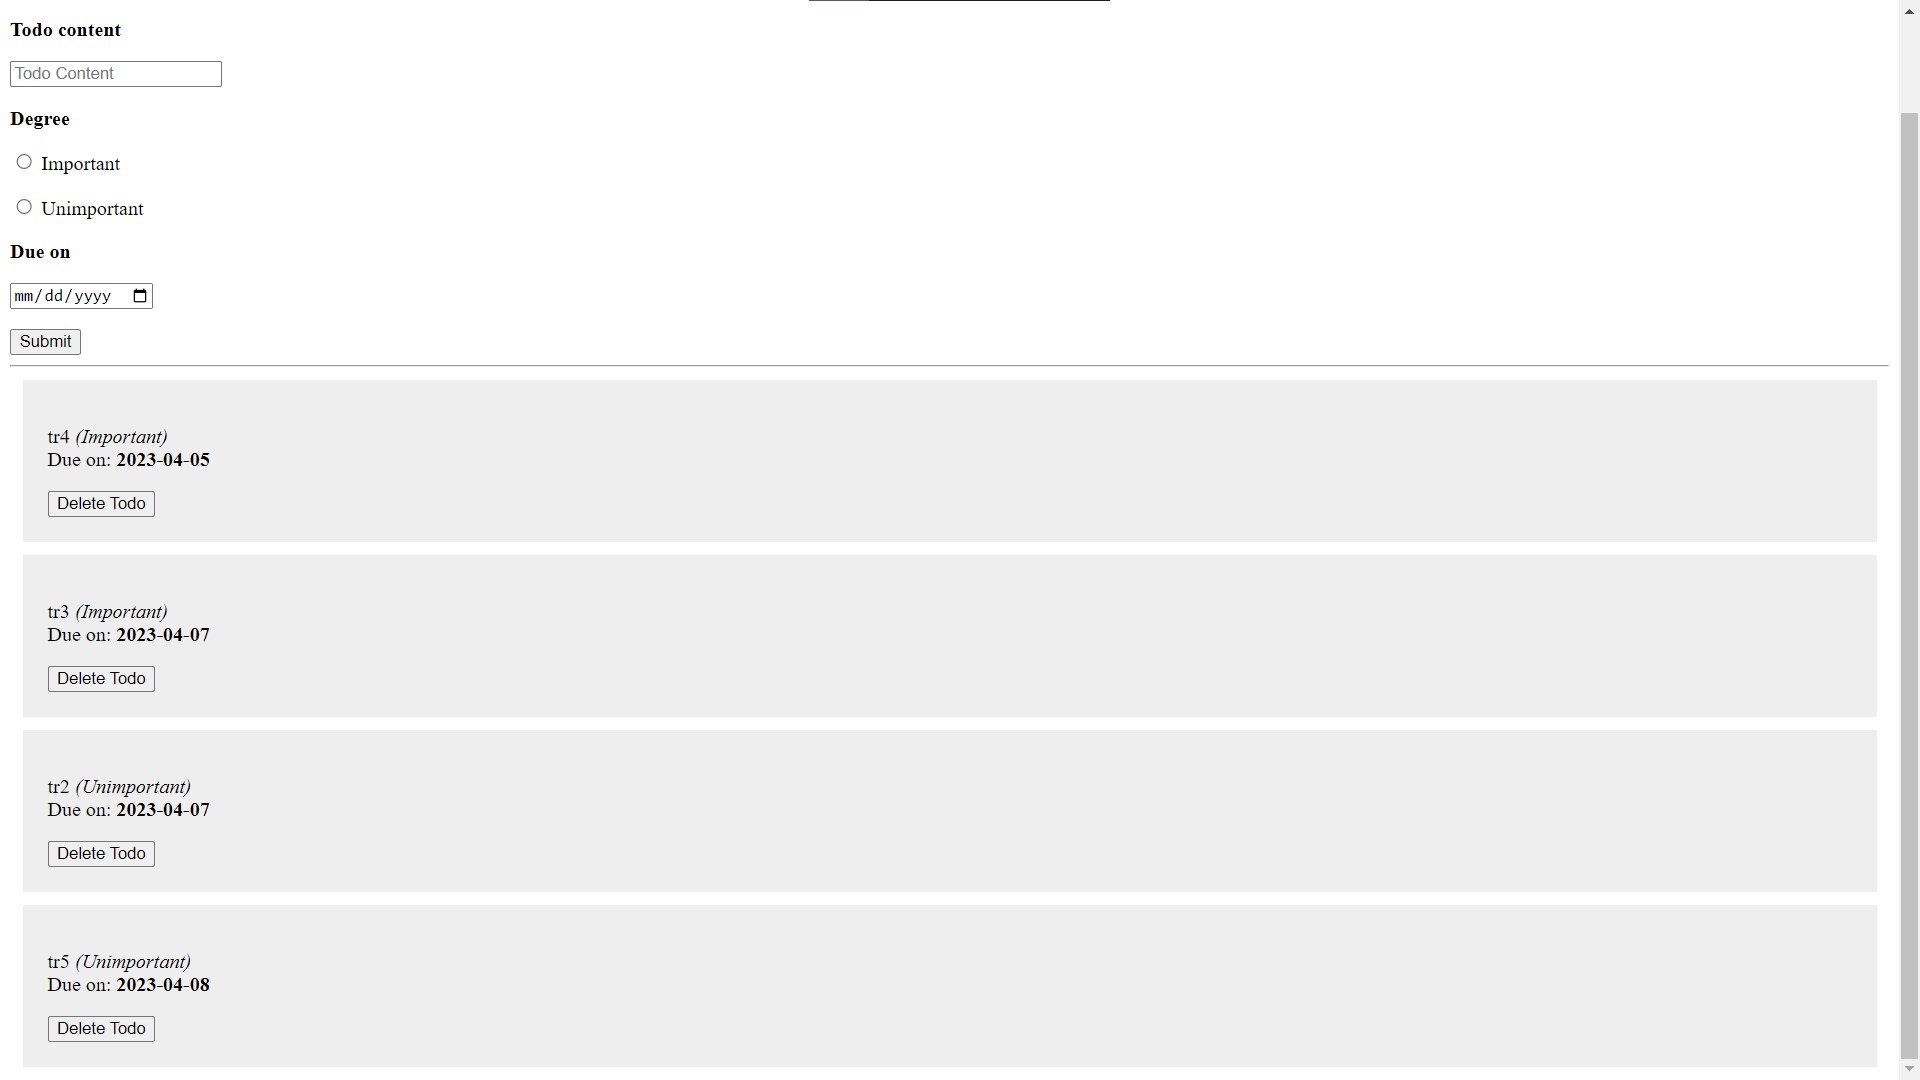 Todo content
Todo Content
Degree
Important
Unimportant
Due on
mm/dd/yyyy
Submit
tr4 (Important)
Due on: 2023-04-05
Delete Todo
tr3 (Important)
Due on: 2023-04-07
Delete Todo
tr2 (Unimportant)
Due on: 2023-04-07
Delete Todo
tr5 (Unimportant)
Due on: 2023-04-08
Delete Todo